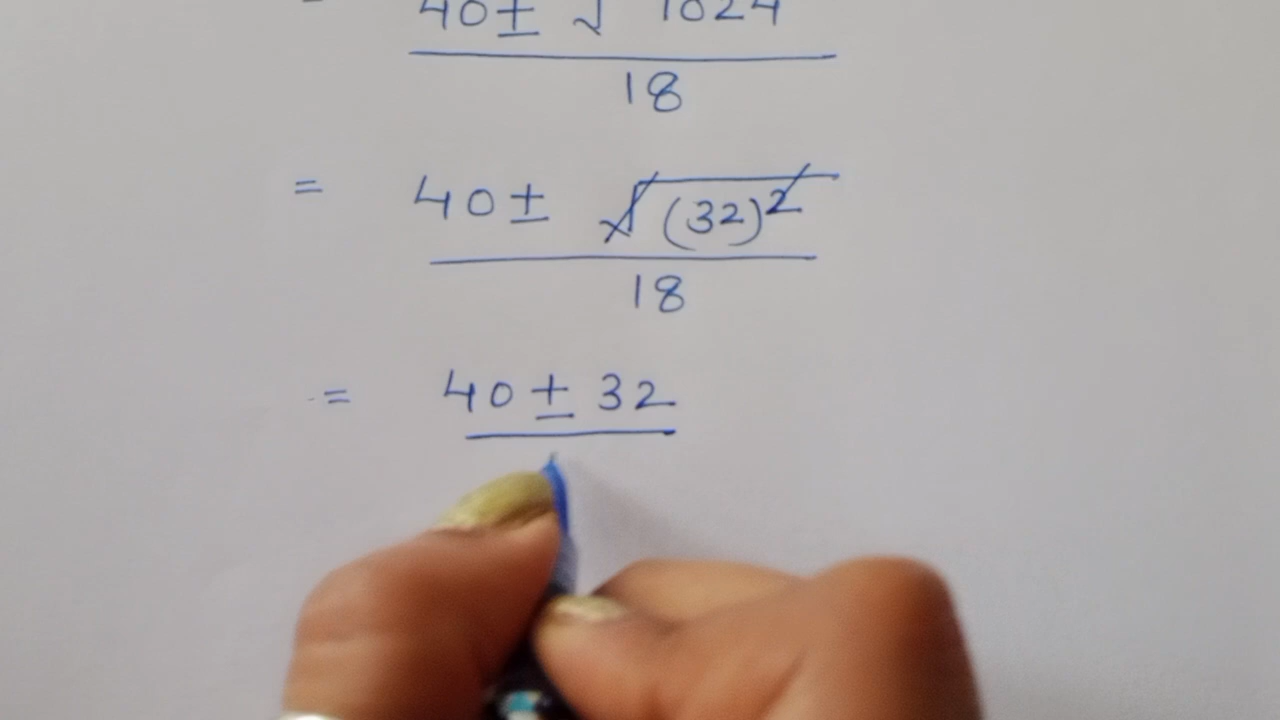 = 40 ± √ 1024
18
= 40 ± √(32)²
18
= 40 ± 32